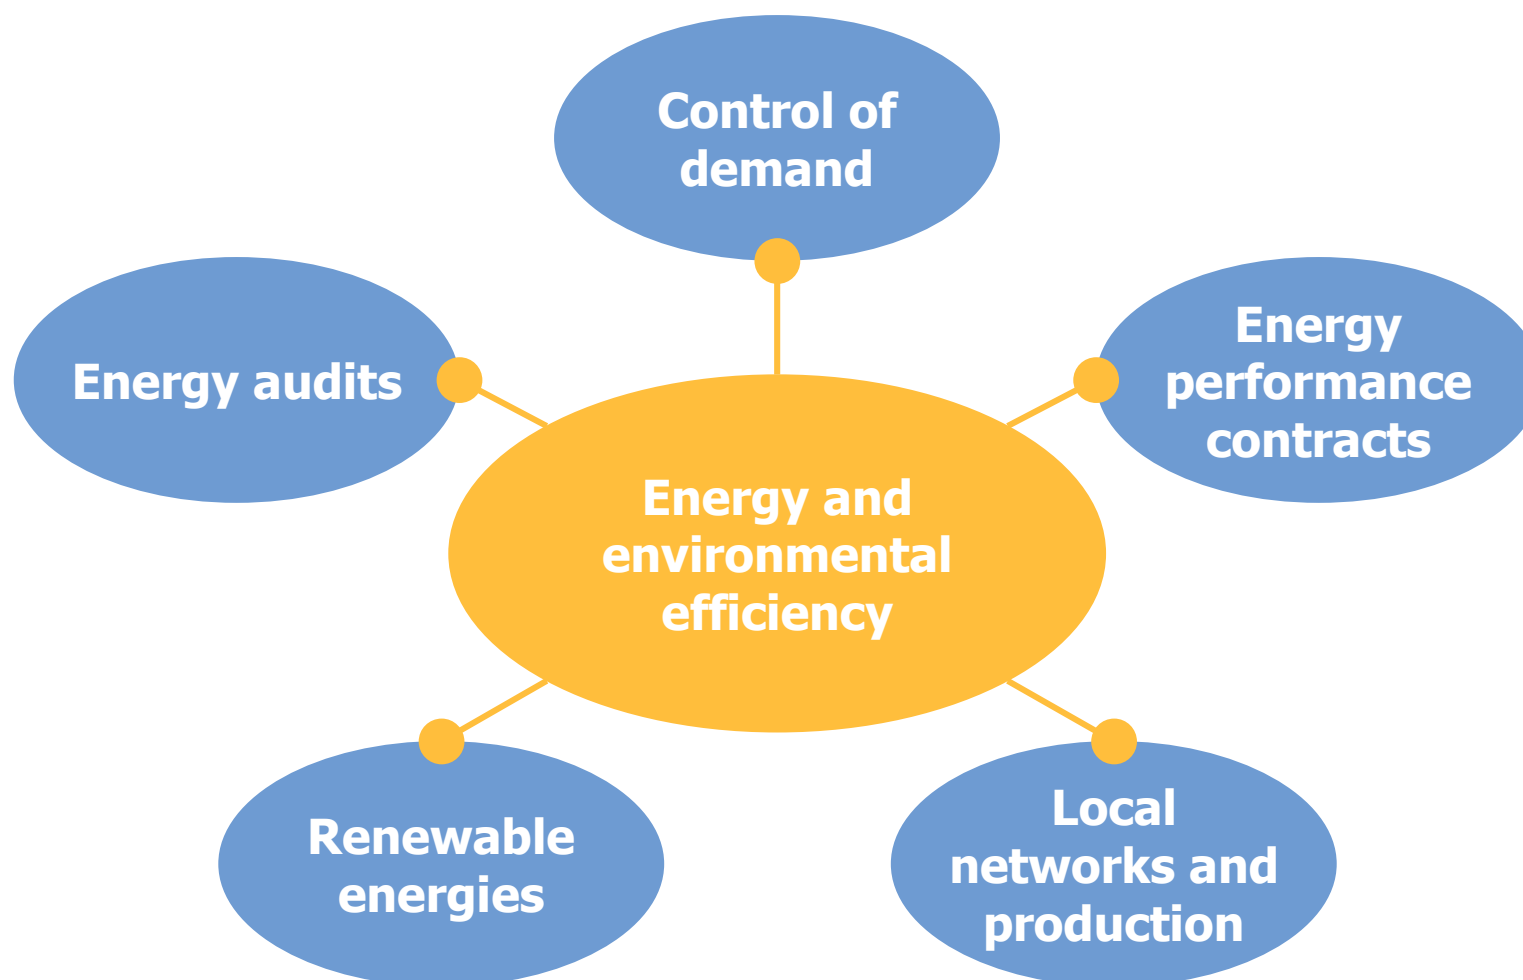 Control of
demand
Energy audits
Energy
performance
contracts
Energy and
environmental
efficiency
Renewable
energies
Local
networks and
production